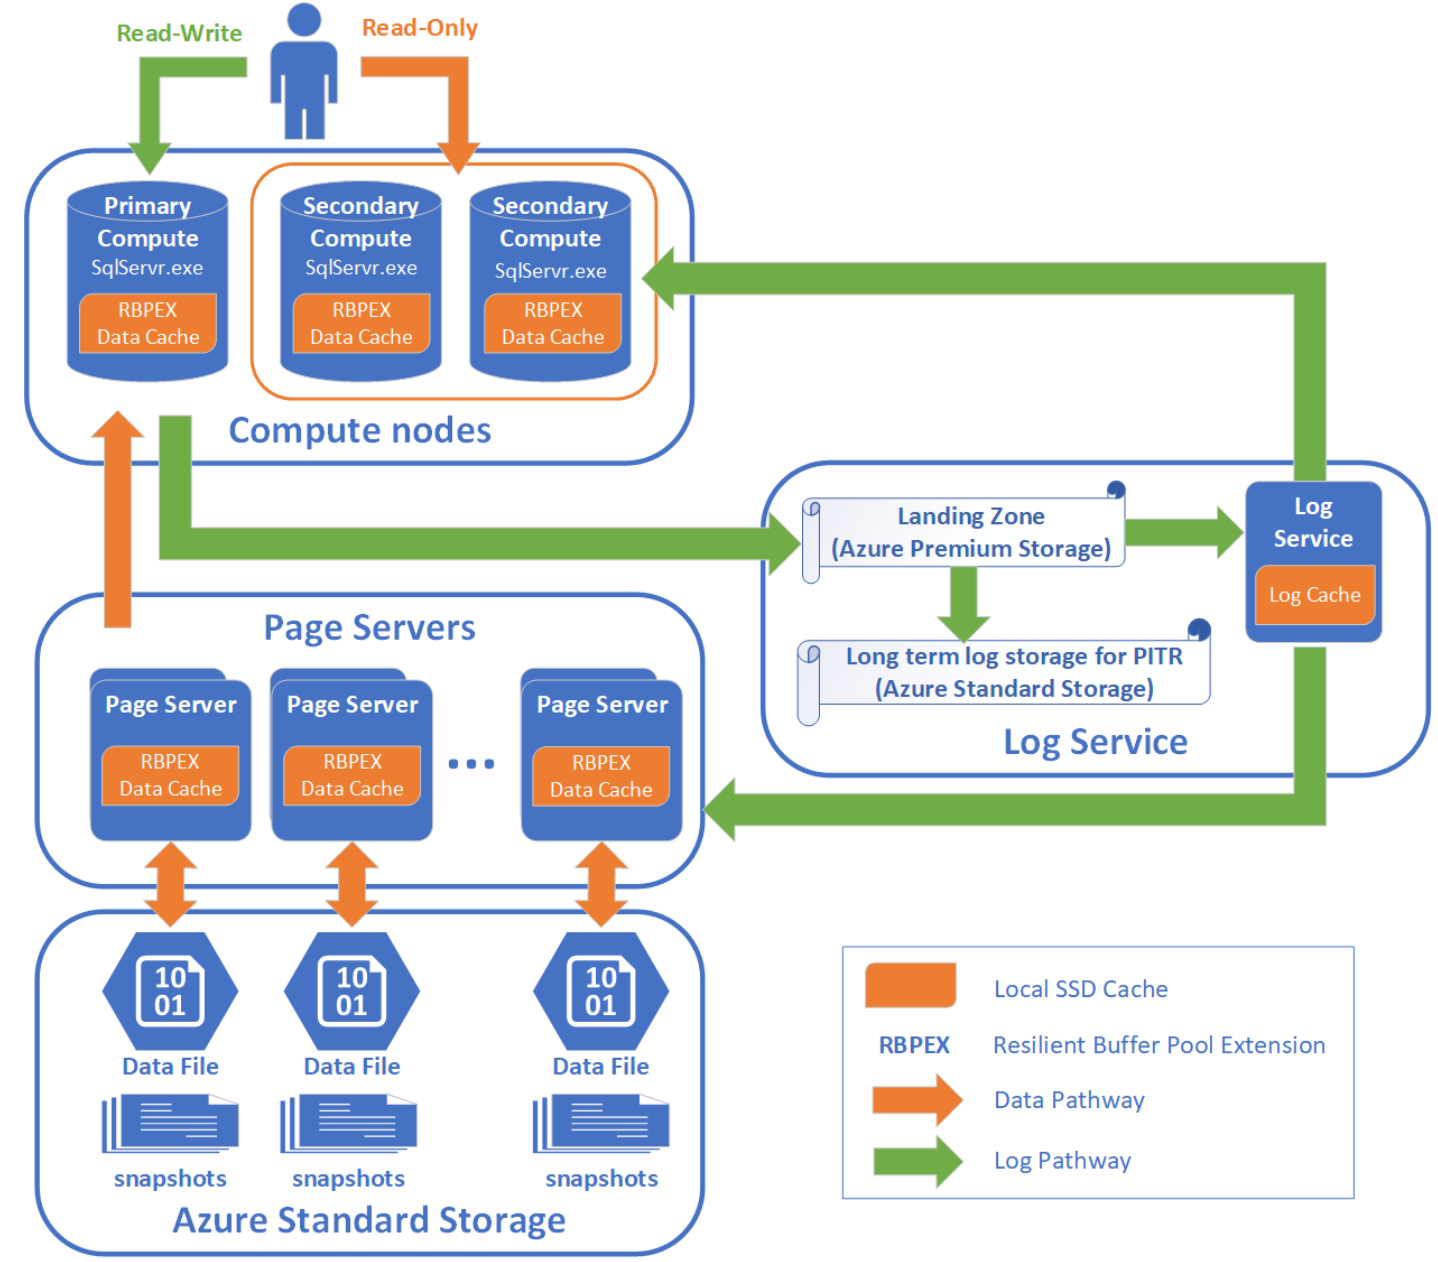 Read-Write
Read-Only
Primary
Compute
SqlServr.exe
RBPEX
Data Cache
Secondary
Compute
SqlServr.exe
RBPEX
Data Cache
Secondary
Compute
SqlServr.exe
RBPEX
Data Cache
Compute nodes
Landing Zone
(Azure Premium Storage)
Log
Service
Log Cache
Long term log storage for PITR
(Azure Standard Storage)
Log Service
Page Servers
Page Server
RBPEX
Data Cache
Page Server
RBPEX
Data Cache
...
Page Server
RBPEX
Data Cache
10
01
Data File
snapshots
10
01
Data File
snapshots
10
01
Data File
snapshots
Azure Standard Storage
Local SSD Cache
RBPEX Resilient Buffer Pool Extension
Data Pathway
Log Pathway